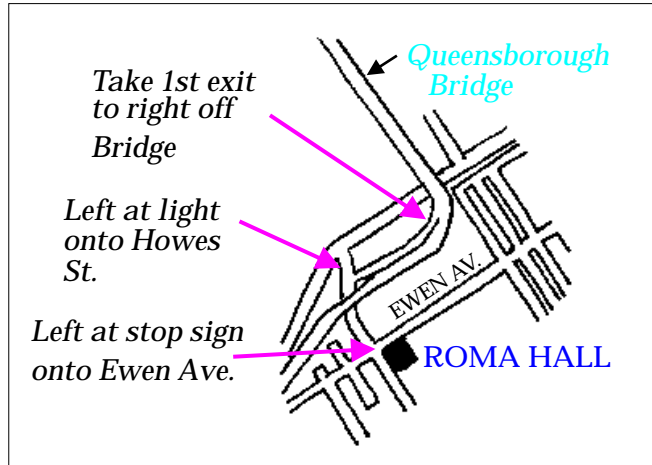 Queensborough
Bridge
Take 1st exit
to right off
Bridge
Left at light
onto Howes
St.
EWEN AV.
Left at stop sign
onto Ewen Ave.
ROMA HALL